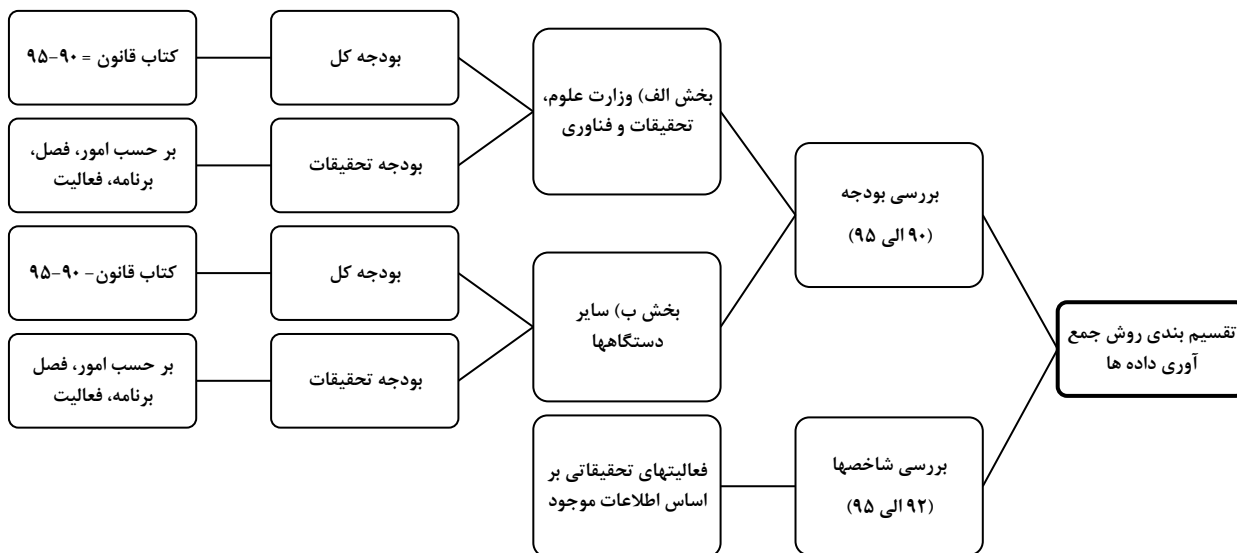 تقسیم بندی روش جمع
آوری داده ها
بررسی بودجه
(۹۰ الی ۹۵)
بخش الف) وزارت علوم،
تحقیقات و فناوری
بودجه کل
کتاب قانون = ۹۰-۹۵
بودجه تحقیقات
بر حسب امور، فصل،
برنامه، فعالیت
بخش ب) سایر
دستگاهها
بودجه کل
کتاب قانون- ۹۰-۹۵
بودجه تحقیقات
بر حسب امور، فصل
برنامه، فعالیت
بررسی شاخصها
(۹۲ الی ۹۵)
فعالیتهای تحقیقاتی بر
اساس اطلاعات موجود